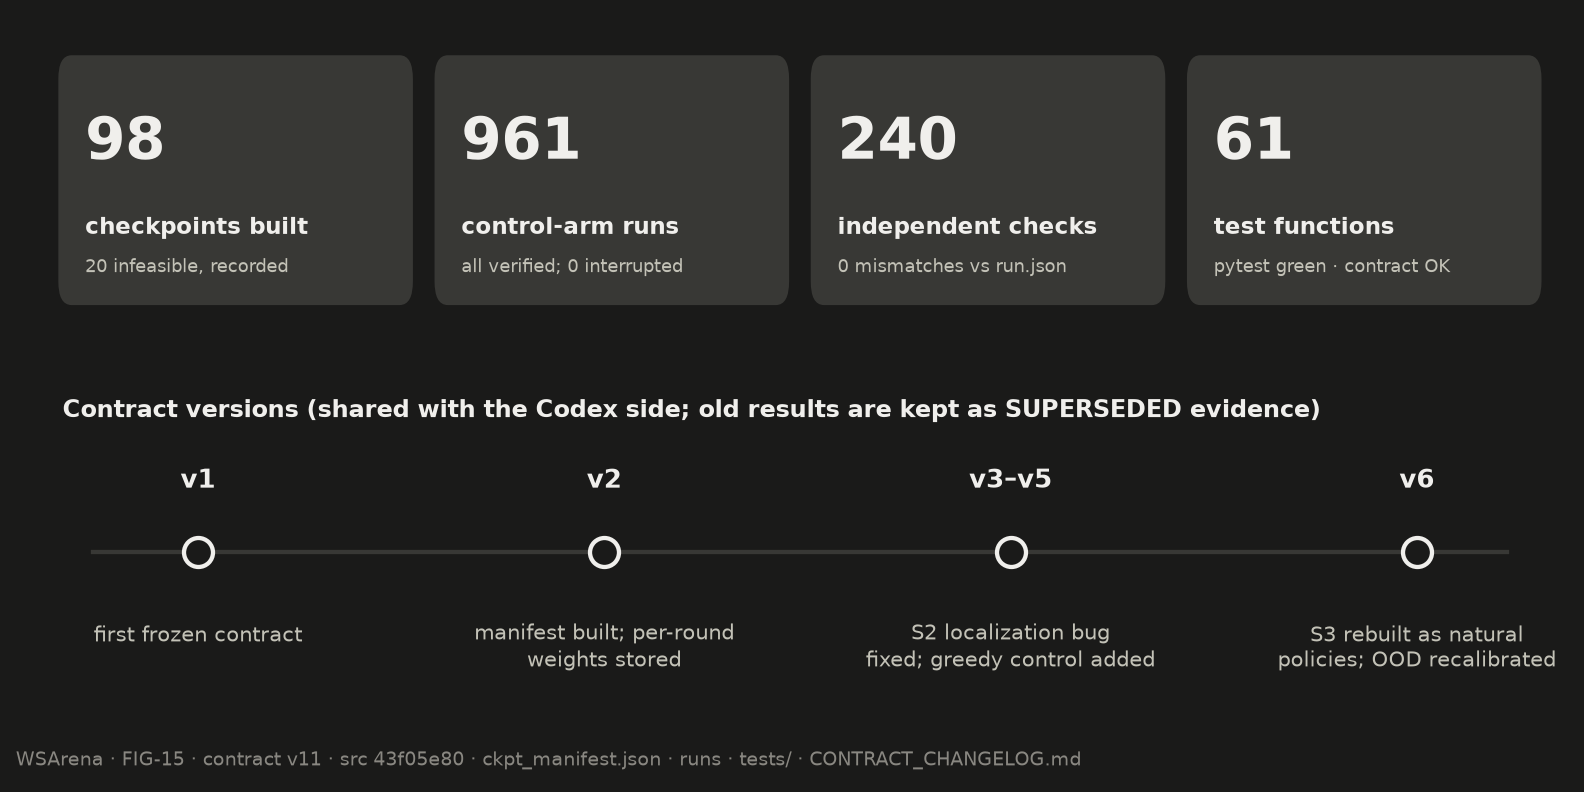 98
checkpoints built
20 infeasible, recorded
961
control-arm runs
all verified; 0 interrupted
240
independent checks
0 mismatches vs run.json
61
test functions
pytest green · contract OK
Contract versions (shared with the Codex side; old results are kept as SUPERSEDED evidence)
v1
first frozen contract
v2
manifest built; per-round
weights stored
v3–v5
S2 localization bug
fixed; greedy control added
v6
S3 rebuilt as natural
policies; OOD recalibrated
WSArena · FIG-15 · contract v11 · src 43f05e80 · ckpt_manifest.json · runs · tests/ · CONTRACT_CHANGELOG.md